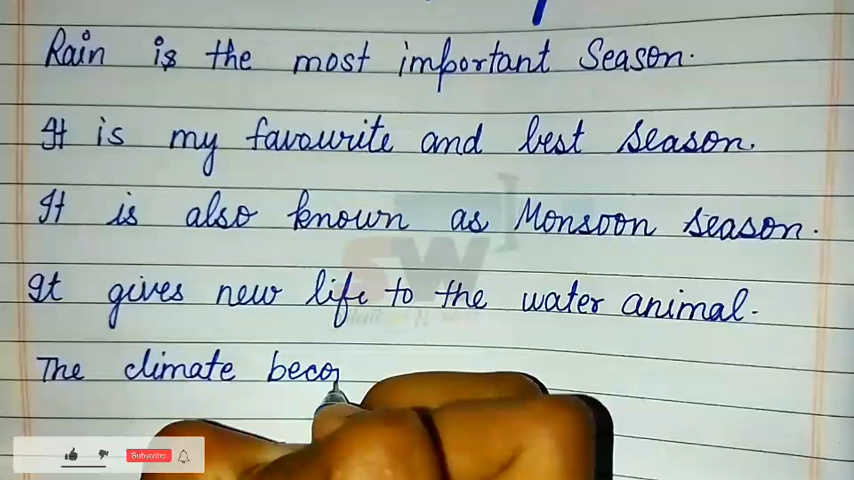 Rain is the most important Season.
It is my favourite and best season.
It is also known as Monsoon season.
It gives new life to the water animal.
The climate beco
Subscribe